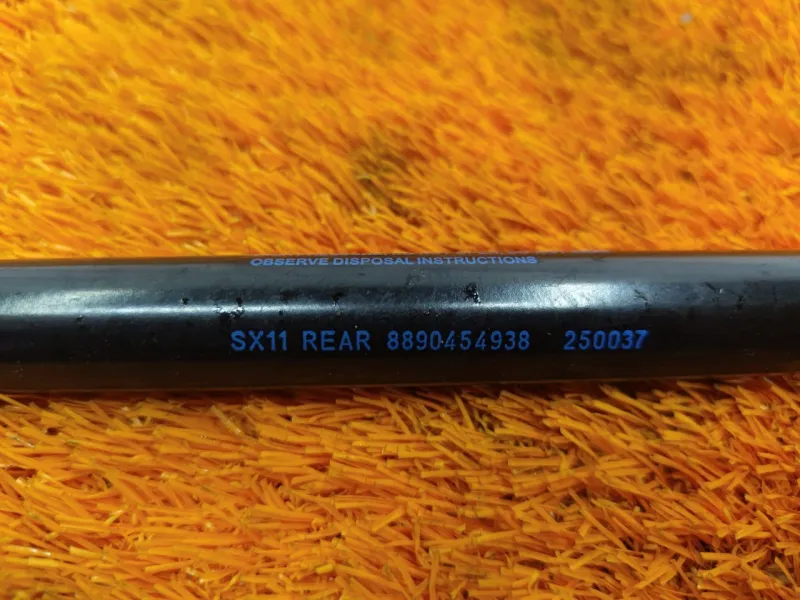 OBSERVE DISPOSAL INSTRUCTIONS
SX11 REAR 8890454938 250037